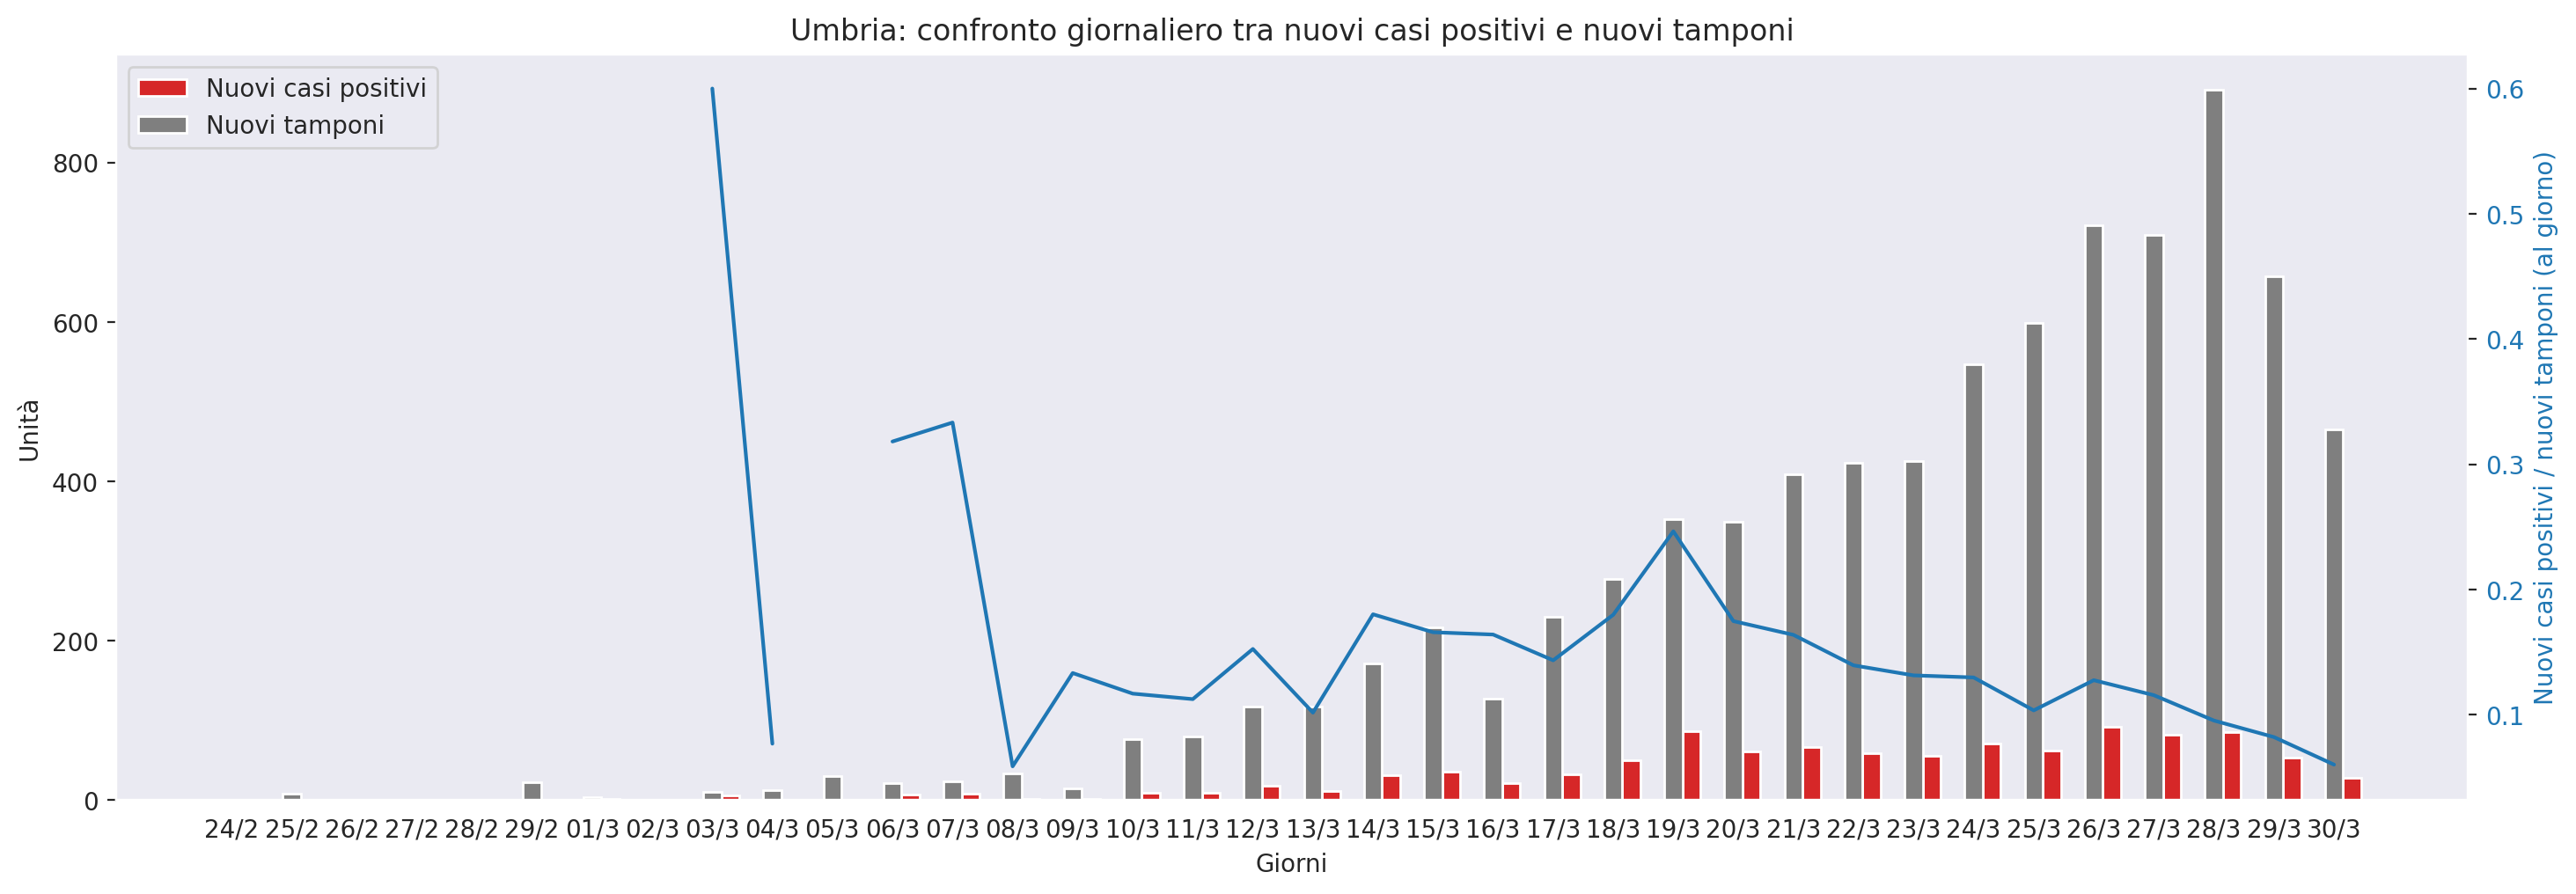 Umbria: confronto giornaliero tra nuovi casi positivi e nuovi tamponi
Nuovi casi positivi
Nuovi tamponi
Unità
800
600
400
200
0
0.6
0.5
0.4
0.3
0.2
0.1
Nuovi casi positivi / nuovi tamponi (al giorno)
24/2 25/2 26/2 27/2 28/2 29/2 01/3 02/3 03/3 04/3 05/3 06/3 07/3 08/3 09/3 10/3 11/3 12/3 13/3 14/3 15/3 16/3 17/3 18/3 19/3 20/3 21/3 22/3 23/3 24/3 25/3 26/3 27/3 28/3 29/3 30/3
Giorni